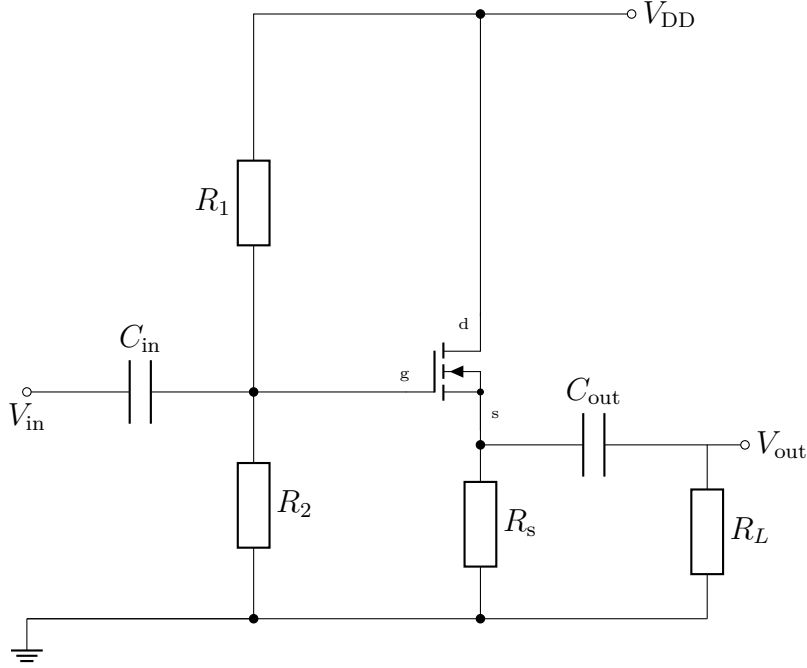 V_DD
R_1
d
C_in
g
C_out
s
V_in
V_out
R_2
R_s
R_L